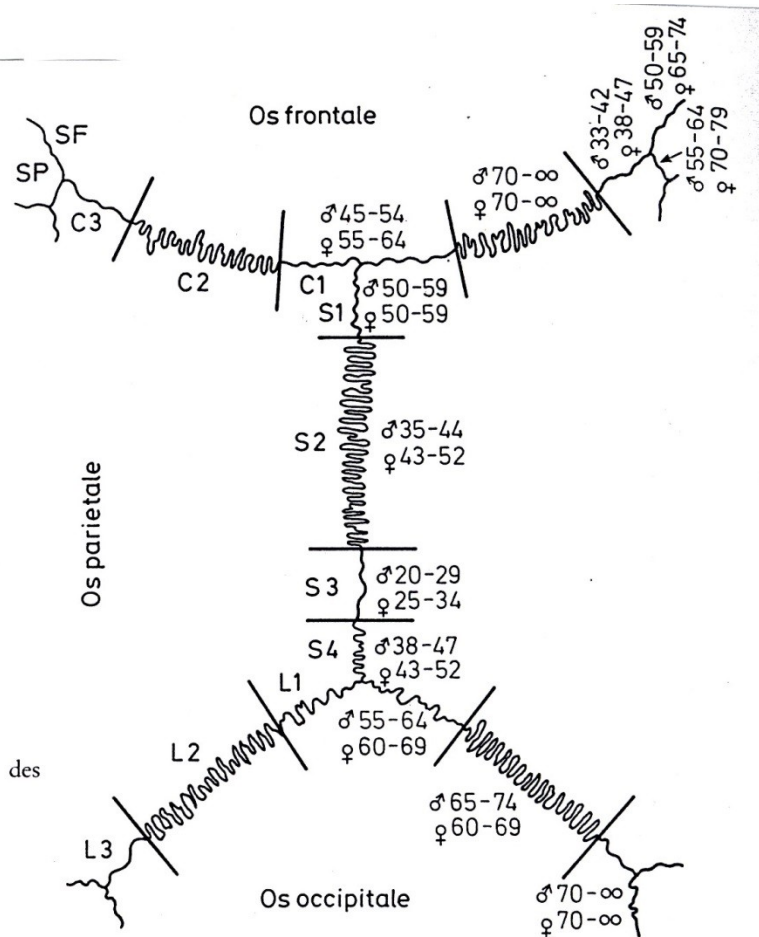 Os frontale
SF
SP
C3
C2
C1
♂45-54
♀55-64
♂70-∞
♀70-∞
♂33-42
♀38-47
♂50-59
♀65-74
♂55-64
♀70-79
S1
♂50-59
♀50-59
S2
♂35-44
♀43-52
Os parietale
S3
♂20-29
♀25-34
S4
♂38-47
♀43-52
L1
♂55-64
♀60-69
L2
des
♂65-74
♀60-69
L3
Os occipitale
♂70-∞
♀70-∞